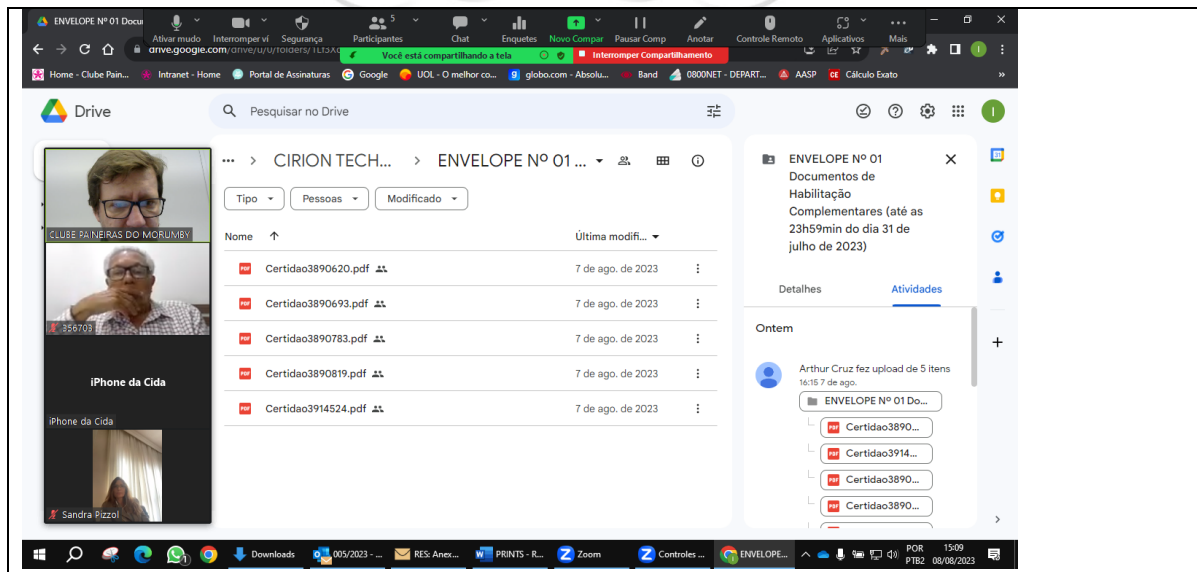 ENVELOPE Nº 01 Docu
5
Ativar mudo
Interromper ví
Segurança
Participantes
Chat
Enquetes
Novo Compar
Pausar Comp
Anotar
Controle Remoto
Aplicativos
Mais
Você está compartilhando a tela
Interromper Compartilhamento
Home - Clube Pain...
Intranet - Home
Portal de Assinaturas
Google
UOL - O melhor co...
globo.com - Absolu...
Band
0800NET - DEPART...
AASP
CE Cálculo Exato
»
Drive
Pesquisar no Drive
I
... > CIRION TECH... > ENVELOPE Nº 01 ...
Tipo
Pessoas
Modificado
Nome
Última modifi...
Certidao3890620.pdf
7 de ago. de 2023
Certidao3890693.pdf
7 de ago. de 2023
Certidao3890783.pdf
7 de ago. de 2023
Certidao3890819.pdf
7 de ago. de 2023
Certidao3914524.pdf
7 de ago. de 2023
CLUBE PAINEIRAS DO MORUMBY
356703
iPhone da Cida
iPhone da Cida
Sandra Pizzol
ENVELOPE Nº 01
Documentos de
Habilitação
Complementares (até as
23h59min do dia 31 de
julho de 2023)
Detalhes
Atividades
Ontem
Arthur Cruz fez upload de 5 itens
16:15 7 de ago.
ENVELOPE Nº 01 Do...
Certidao3890...
Certidao3914...
Certidao3890...
Certidao3890...
Downloads
005/2023 - ...
RES: Anex...
PRINTS - R...
Zoom
Controles ...
ENVELOPE...
POR
PTB2
15:09
08/08/2023